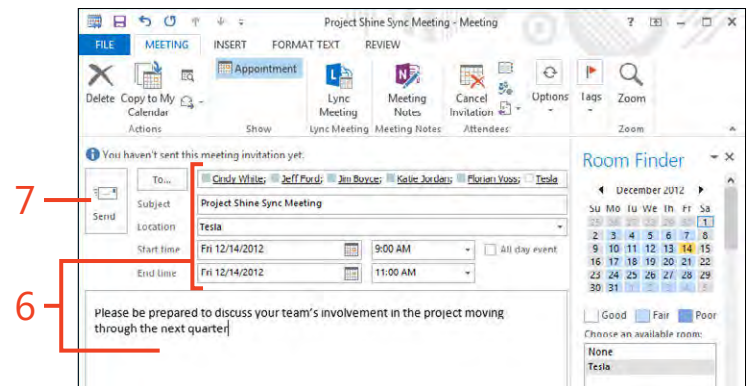 Project Shine Sync Meeting - Meeting
?
FILE MEETING INSERT FORMAT TEXT REVIEW
Appointment
Delete Copy to My Calendar
Lync Meeting
Meeting Notes
Cancel Invitation
Options
Tags
Zoom
Actions Show Lync Meeting Meeting Notes Attendees Zoom
You haven't sent this meeting invitation yet.
7
Send
To... Cindy White; Jeff Ford; Jim Boyce; Katie Jordan; Florian Voss; Tesla
Subject Project Shine Sync Meeting
Location Tesla
Start time Fri 12/14/2012 9:00 AM All day event
End time Fri 12/14/2012 11:00 AM
6
Please be prepared to discuss your team's involvement in the project moving
through the next quarter
Room Finder
December 2012
Su Mo Tu We Th Fr Sa
25 26 27 28 29 30 1
2 3 4 5 6 7 8
9 10 11 12 13 14 15
16 17 18 19 20 21 22
23 24 25 26 27 28 29
30 31 1 2 3 4 5
Good Fair Poor
Choose an available room:
None
Tesla